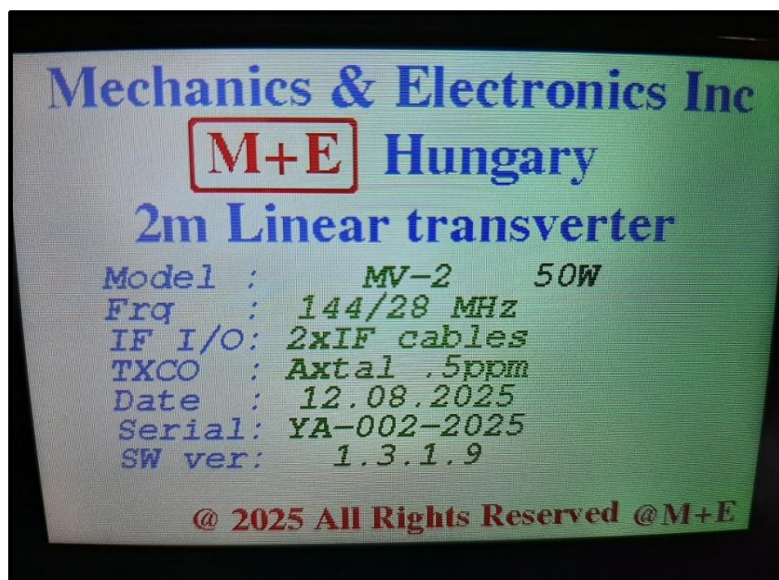 Mechanics & Electronics Inc
M+E Hungary
2m Linear transverter
Model : MV-2 50W
Frq : 144/28 MHz
IF I/O: 2xIF cables
TXCO : Axtal .5ppm
Date : 12.08.2025
Serial: YA-002-2025
SW ver: 1.3.1.9
@ 2025 All Rights Reserved @M+E